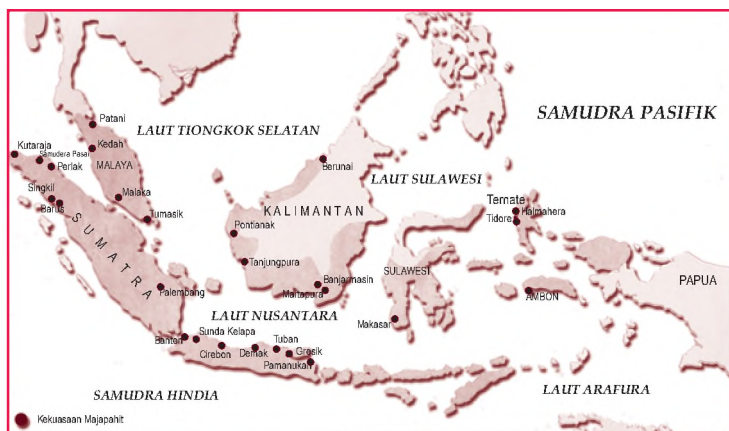 SAMUDRA PASIFIK
Patani
LAUT TIONGKOK SELATAN
Kutaraja
Samudera Pasai
Kedah
Perlak
MALAYA
Berunai
LAUT SULAWESI
Singkil
Barus
Malaka
Tumasik
KALIMANTAN
Ternate
Halmahera
Tidore
SUMATRA
Pontianak
Tanjungpura
SULAWESI
PAPUA
Palembang
Banjarmasin
Martapura
AMBON
LAUT NUSANTARA
Makasar
Banten
Sunda Kelapa
Cirebon
Demak
Tuban
Gresik
Pamanukan
SAMUDRA HINDIA
LAUT ARAFURA
Kekuasaan Majapahit